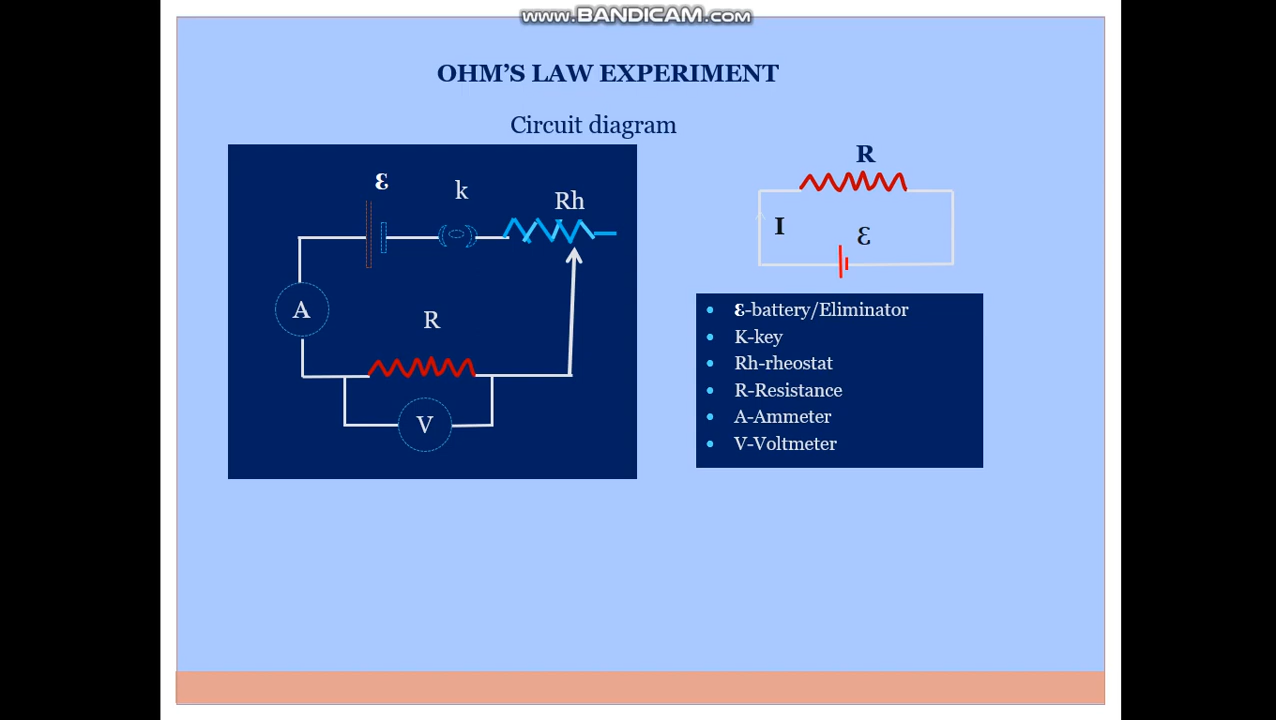 www.BANDICAM.com
OHM'S LAW EXPERIMENT
Circuit diagram
ε
k
Rh
A
R
V
R
I
ε
ε-battery/Eliminator
K-key
Rh-rheostat
R-Resistance
A-Ammeter
V-Voltmeter